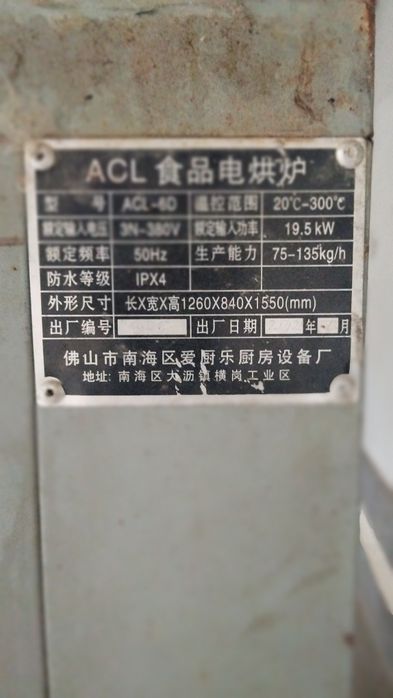 ACL 食品电烘炉
型 号 ACL-6D 温控范围 20℃-300℃
额定输入电压 3N-380V 额定输入功率 19.5kW
额定频率 50Hz 生产能力 75-135kg/h
防水等级 IPX4
外形尺寸 长X宽X高1260X840X1550(mm)
出厂编号 出厂日期 年 月
佛山市南海区爱厨乐厨房设备厂
地址: 南海区大沥镇横岗工业区